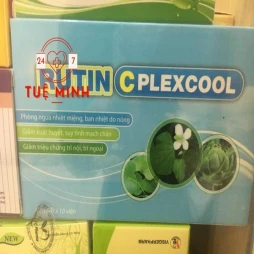 24 7
RUTIN C PLEXCOOL
TUỆ MINH
Phòng ngừa nhiệt miệng, ban nhiệt do nóng
Giảm xuất huyết, suy tĩnh mạch chân
Giảm triệu chứng trĩ nội, trĩ ngoại
NEW